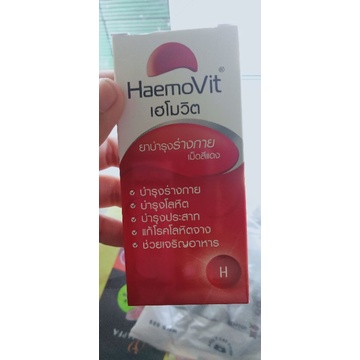 HaemoVit®
เฮโมวิต
ยาบำรุงร่างกาย
เม็ดสีแดง
บำรุงร่างกาย
บำรุงโลหิต
บำรุงประสาท
แก้โรคโลหิตจาง
ช่วยเจริญอาหาร
H